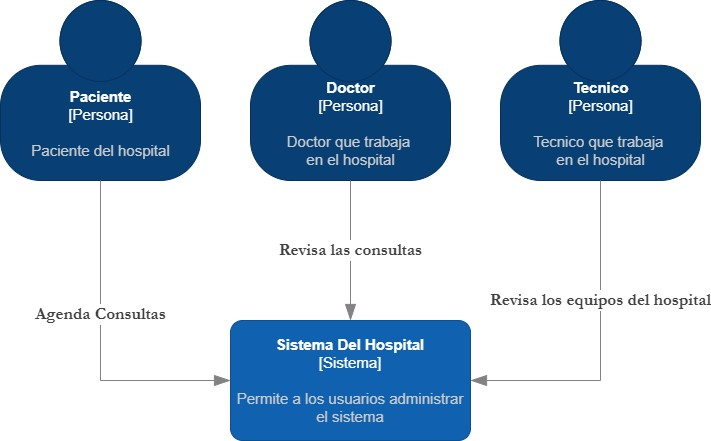 Paciente
[Persona]
Paciente del hospital
Doctor
[Persona]
Doctor que trabaja
en el hospital
Tecnico
[Persona]
Tecnico que trabaja
en el hospital
Revisa las consultas
Revisa los equipos del hospital
Agenda Consultas
Sistema Del Hospital
[Sistema]
Permite a los usuarios administrar
el sistema